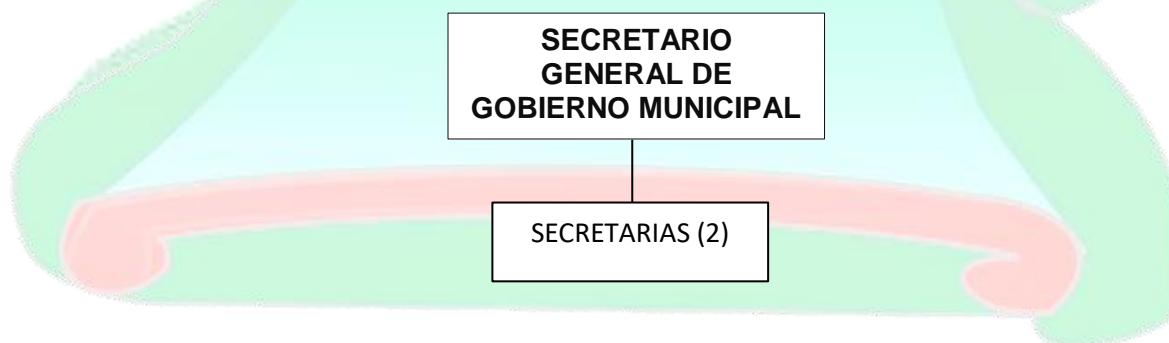 SECRETARIO
GENERAL DE
GOBIERNO MUNICIPAL
SECRETARIAS (2)